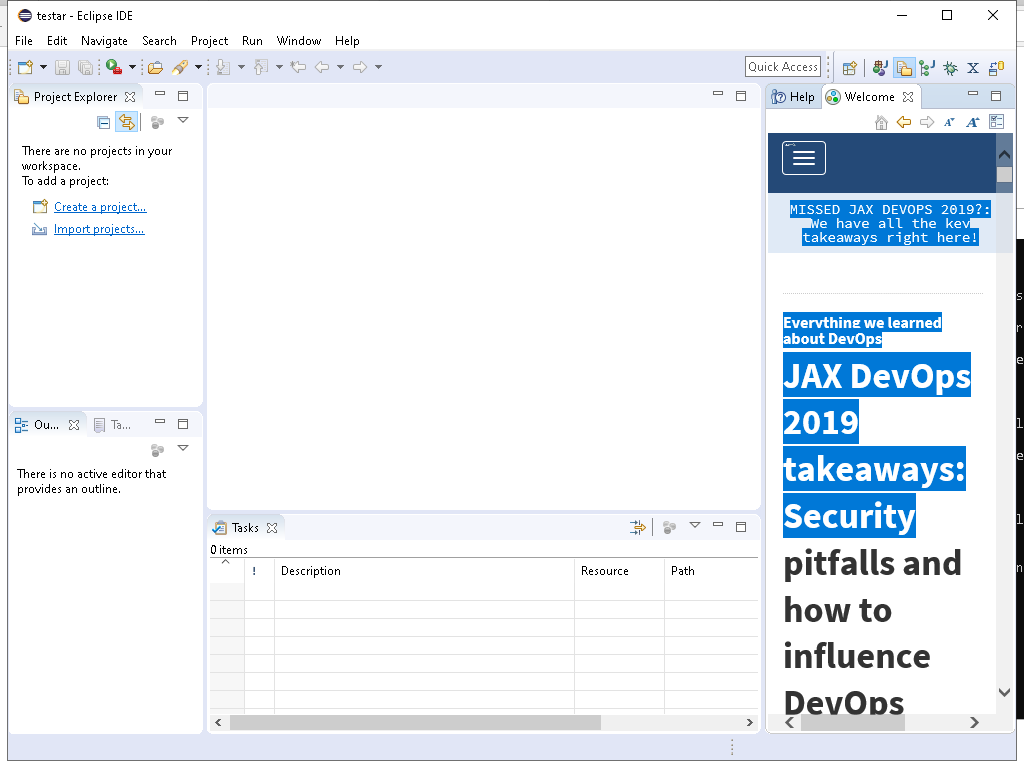 testar - Eclipse IDE
File Edit Navigate Search Project Run Window Help
Quick Access
Project Explorer
There are no projects in your
workspace.
To add a project:
Create a project...
Import projects...
Ou... Ta...
There is no active editor that
provides an outline.
Tasks
0 items
! Description Resource Path
Help Welcome
MISSED JAX DEVOPS 2019?:
We have all the key
takeaways right here!
Everything we learned
about DevOps
JAX DevOps
2019
takeaways:
Security
pitfalls and
how to
influence
DevOps